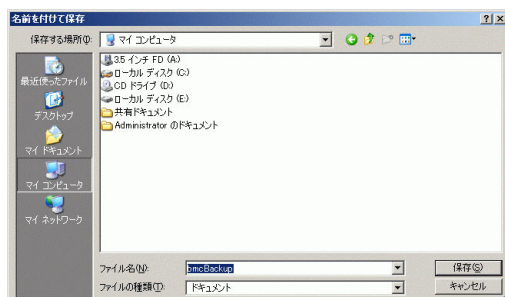 名前を付けて保存
保存する場所(I):
マイ コンピュータ
最近使ったファイル
デスクトップ
マイ ドキュメント
マイ コンピュータ
マイ ネットワーク
3.5 インチ FD (A:)
ローカル ディスク (C:)
CD ドライブ (D:)
ローカル ディスク (E:)
共有ドキュメント
Administrator のドキュメント
ファイル名(N):
bmcBackup
保存(S)
ファイルの種類(T):
ドキュメント
キャンセル